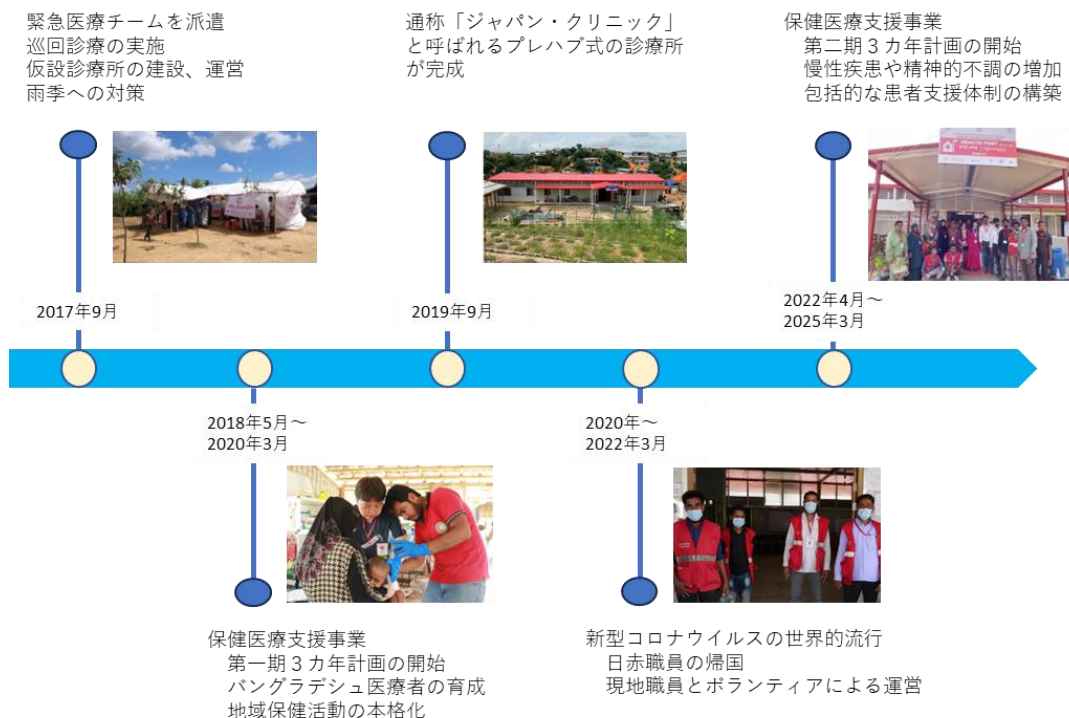 緊急医療チームを派遣
巡回診療の実施
仮設診療所の建設、運営
雨季への対策
2017年9月
2018年5月～
2020年3月
保健医療支援事業
第一期３カ年計画の開始
バングラデシュ医療者の育成
地域保健活動の本格化
通称「ジャパン・クリニック」
と呼ばれるプレハブ式の診療所
が完成
2019年9月
2020年～
2022年3月
新型コロナウイルスの世界的流行
日赤職員の帰国
現地職員とボランティアによる運営
保健医療支援事業
第二期３カ年計画の開始
慢性疾患や精神的不調の増加
包括的な患者支援体制の構築
HEALTH POST
2022年4月～
2025年3月